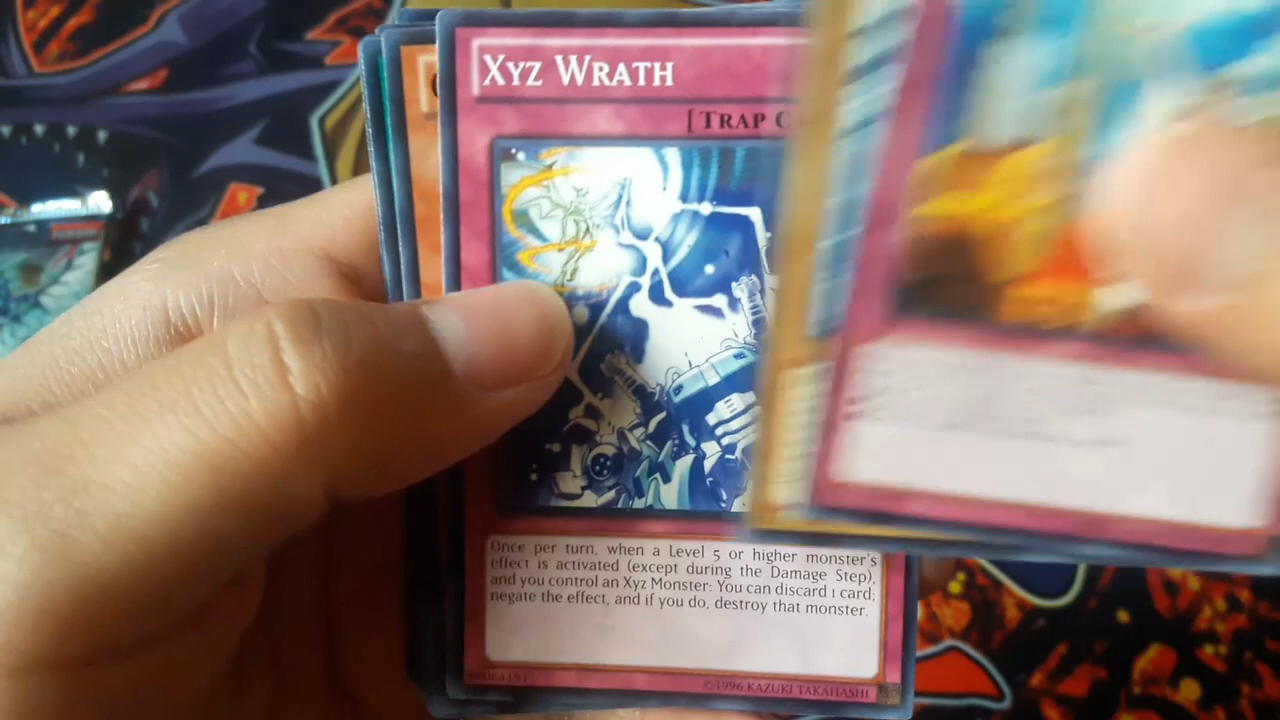 XYZ WRATH
[TRAP C
Once per turn, when a Level 5 or higher monster's
effect is activated (except during the Damage Step),
and you control an Xyz Monster: You can discard 1 card;
negate the effect, and if you do, destroy that monster.
©1996 KAZUKI TAKAHASHI